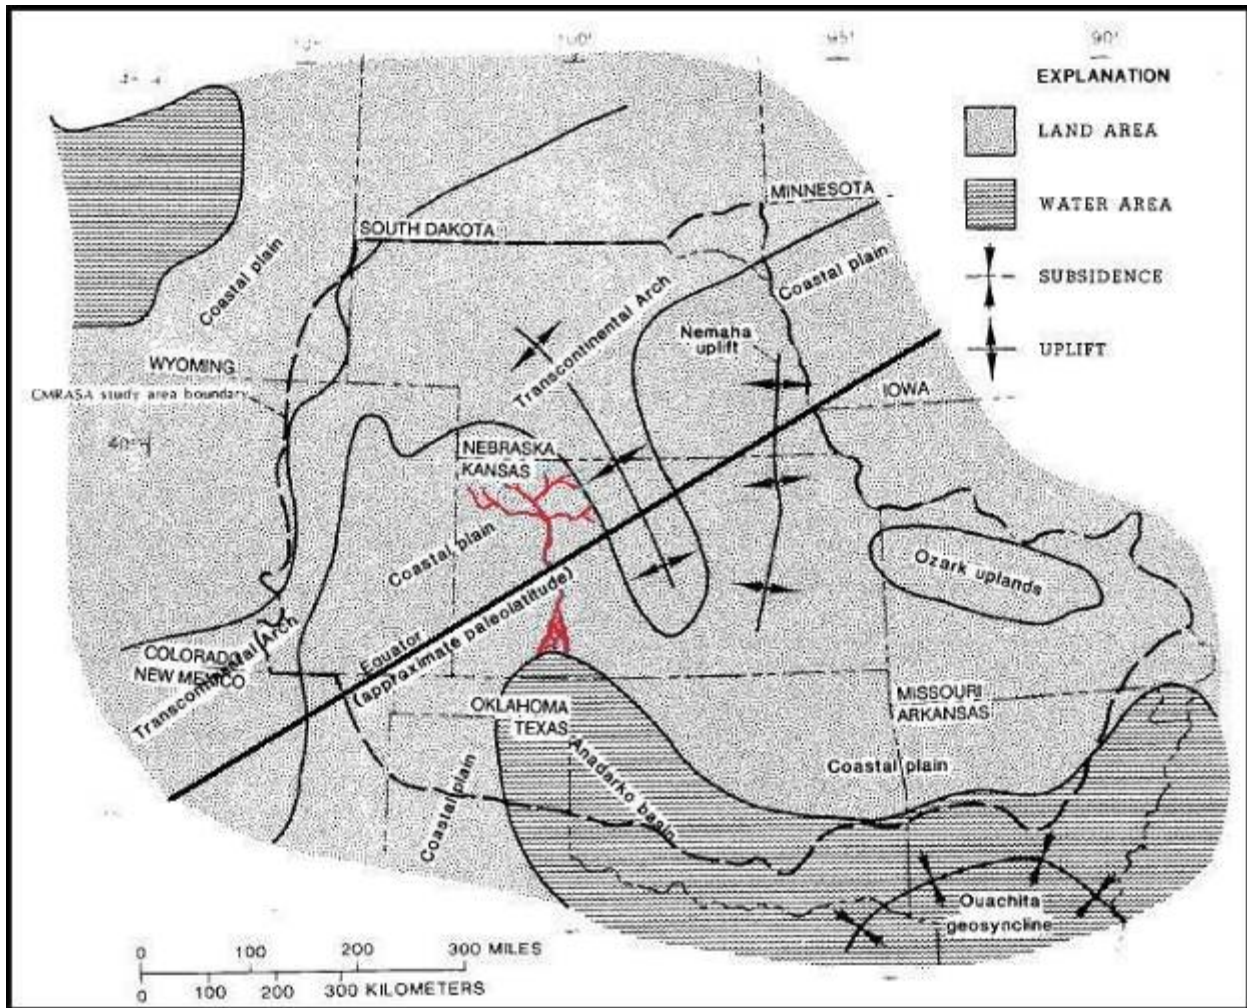 100°
95°
90°
EXPLANATION
LAND AREA
WATER AREA
SUBSIDENCE
UPLIFT
MINNESOTA
SOUTH DAKOTA
Coastal plain
Coastal plain
Transcontinental Arch
Nemaha
uplift
WYOMING
CMRASA study area boundary
IOWA
40°
NEBRASKA
KANSAS
Coastal plain
Ozark uplands
Equator
(approximate paleolatitude)
COLORADO
NEW MEXICO
Transcontinental Arch
OKLAHOMA
TEXAS
MISSOURI
ARKANSAS
Anadarko basin
Coastal plain
Coastal plain
Ouachita
geosyncline
0 100 200 300 MILES
0 100 200 300 KILOMETERS